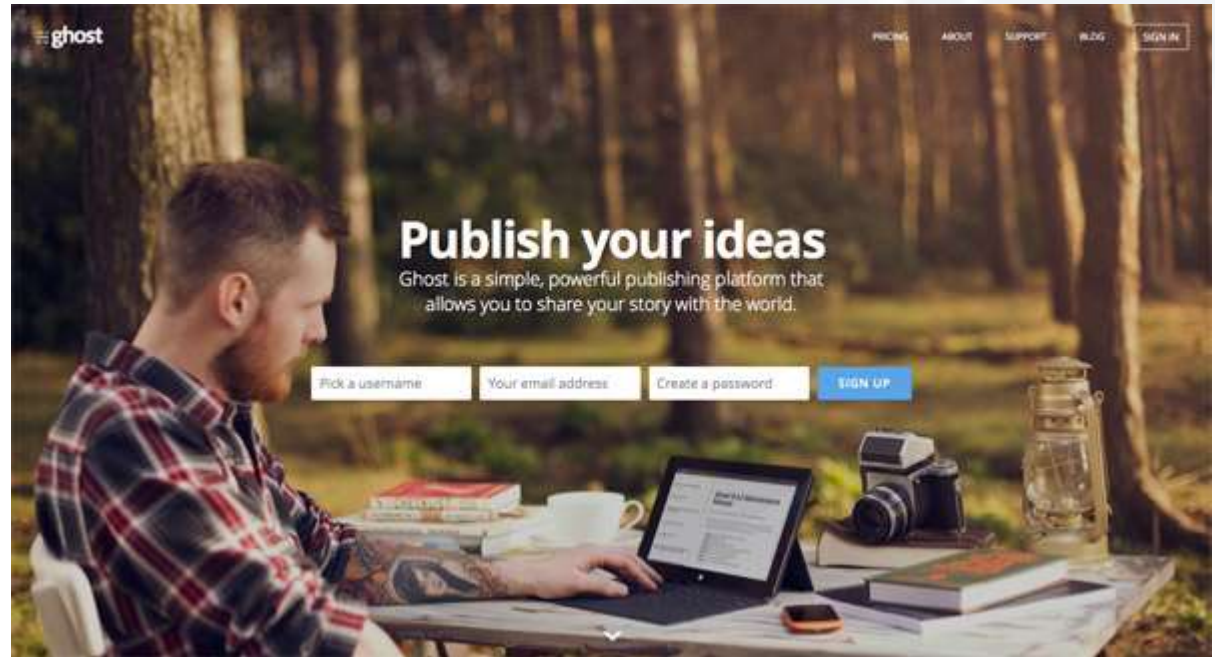 ghost
PRICING ABOUT SUPPORT BLOG SIGN IN
Publish your ideas
Ghost is a simple, powerful publishing platform that
allows you to share your story with the world.
Pick a username Your email address Create a password SIGN UP